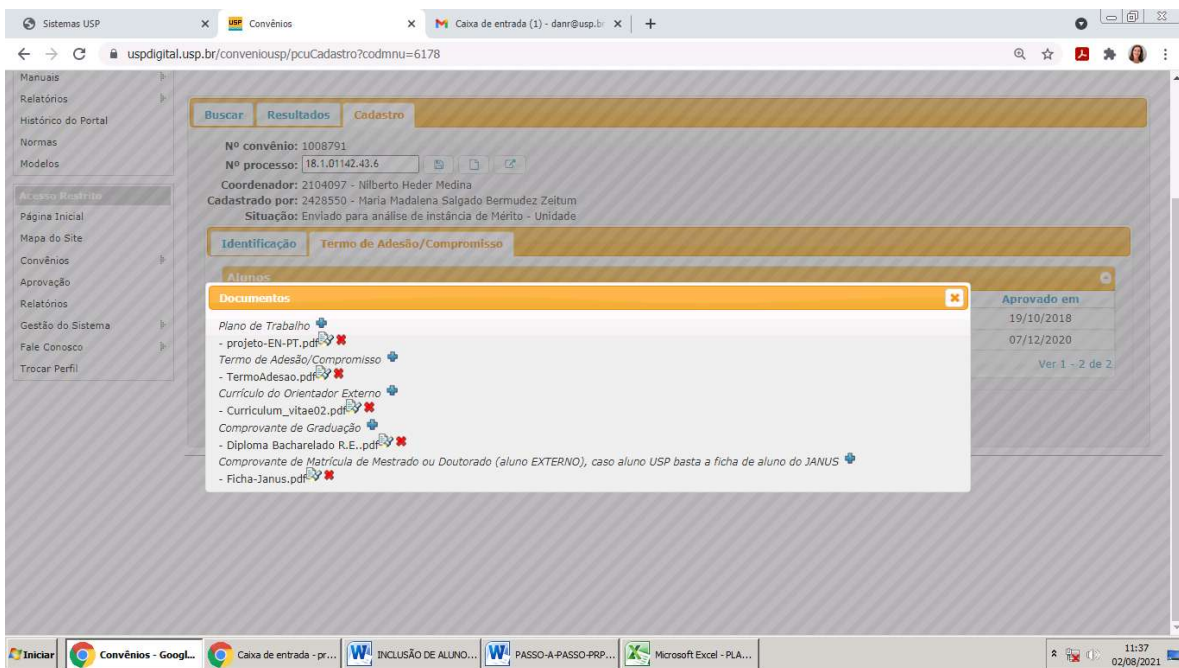 Sistemas USP
USP Convênios
Caixa de entrada (1) - danr@usp.br
uspdigital.usp.br/conveniousp/pcuCadastro?codmnu=6178
Manuais
Relatórios
Histórico do Portal
Normas
Modelos
Acesso Restrito
Página Inicial
Mapa do Site
Convênios
Aprovação
Relatórios
Gestão do Sistema
Fale Conosco
Trocar Perfil
Buscar Resultados Cadastro
Nº convênio: 1008791
Nº processo: 18.1.01142.43.6
Coordenador: 2104097 - Nilberto Heder Medina
Cadastrado por: 2428550 - Maria Madalena Salgado Bermudez Zeitum
Situação: Enviado para análise de instância de Mérito - Unidade
Identificação Termo de Adesão/Compromisso
Alunos
Aprovado em
19/10/2018
07/12/2020
Ver 1 - 2 de 2
Documentos
Plano de Trabalho
- projeto-EN-PT.pdf
Termo de Adesão/Compromisso
- TermoAdesao.pdf
Currículo do Orientador Externo
- Curriculum_vitae02.pdf
Comprovante de Graduação
- Diploma Bacharelado R.E..pdf
Comprovante de Matrícula de Mestrado ou Doutorado (aluno EXTERNO), caso aluno USP basta a ficha de aluno do JANUS
- Ficha-Janus.pdf
Iniciar
Convênios - Googl...
Caixa de entrada - pr...
INCLUSÃO DE ALUNO...
PASSO-A-PASSO-PRP...
Microsoft Excel - PLA...
11:37
02/08/2021